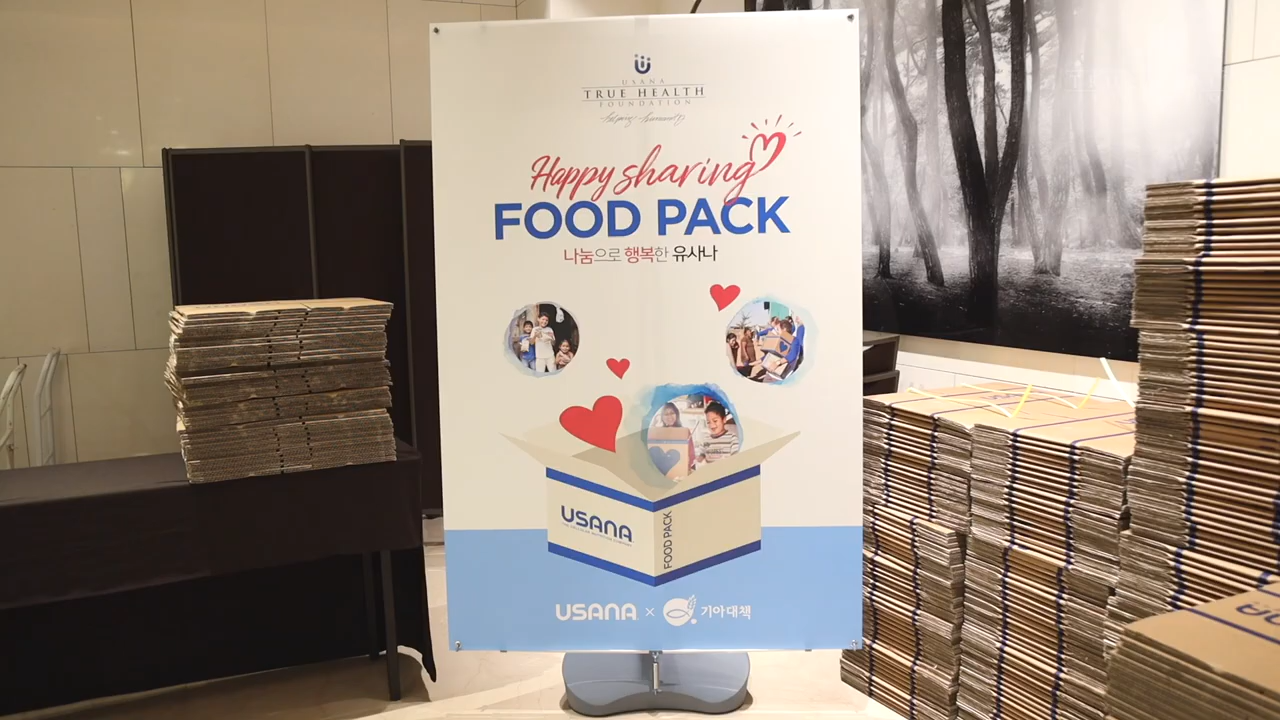 USANA
TRUE HEALTH
FOUNDATION
Happy sharing
FOOD PACK
나눔으로 행복한 유사나
USANA
FOOD PACK
USANA × 기아대책